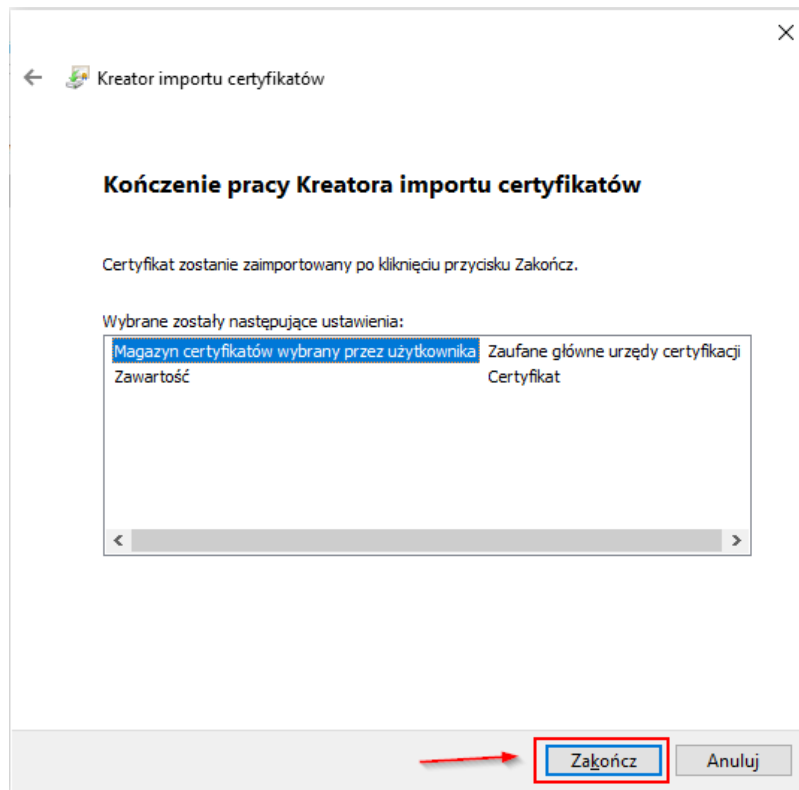 Kreator importu certyfikatów
Kończenie pracy Kreatora importu certyfikatów
Certyfikat zostanie zaimportowany po kliknięciu przycisku Zakończ.
Wybrane zostały następujące ustawienia:
Magazyn certyfikatów wybrany przez użytkownika Zaufane główne urzędy certyfikacji
Zawartość Certyfikat
Zakończ Anuluj